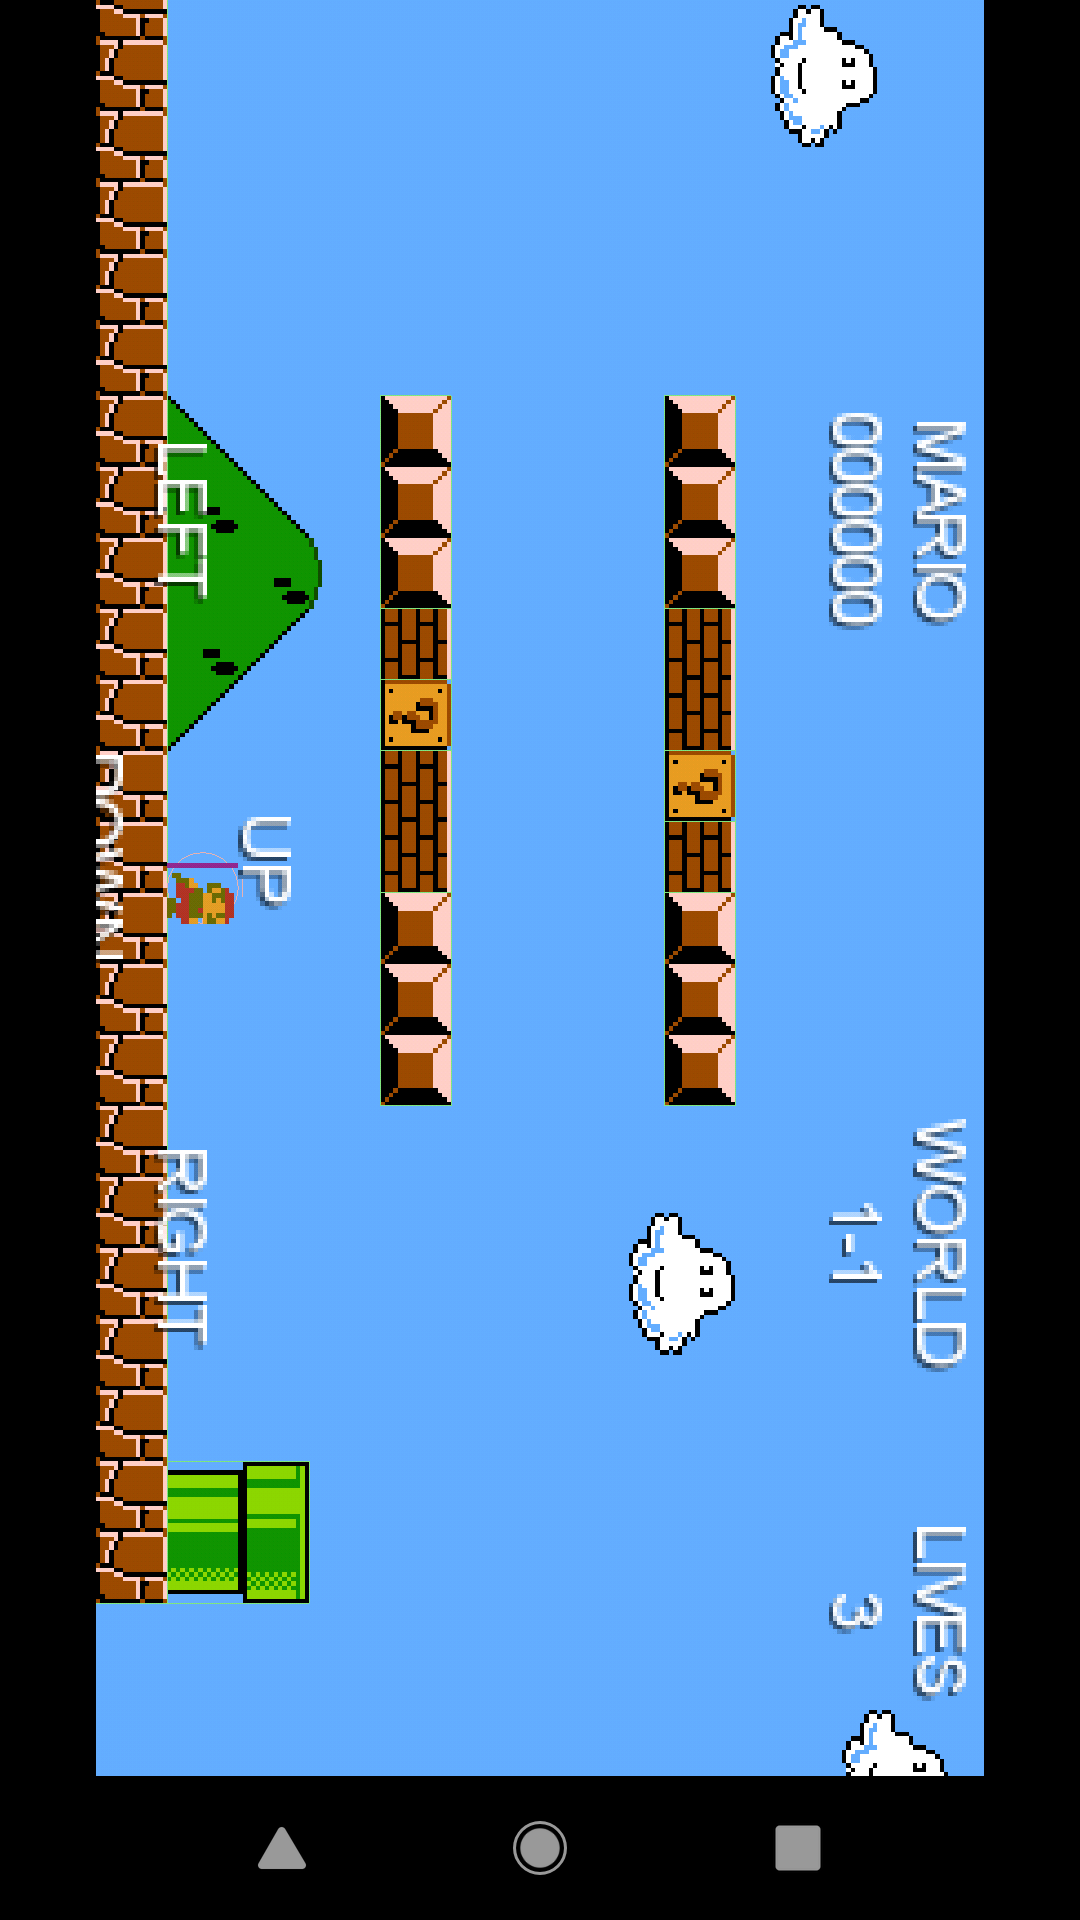 MARIO WORLD LIVES
000000 1-1 3
?
?
UP
LEFT RIGHT
DOWN